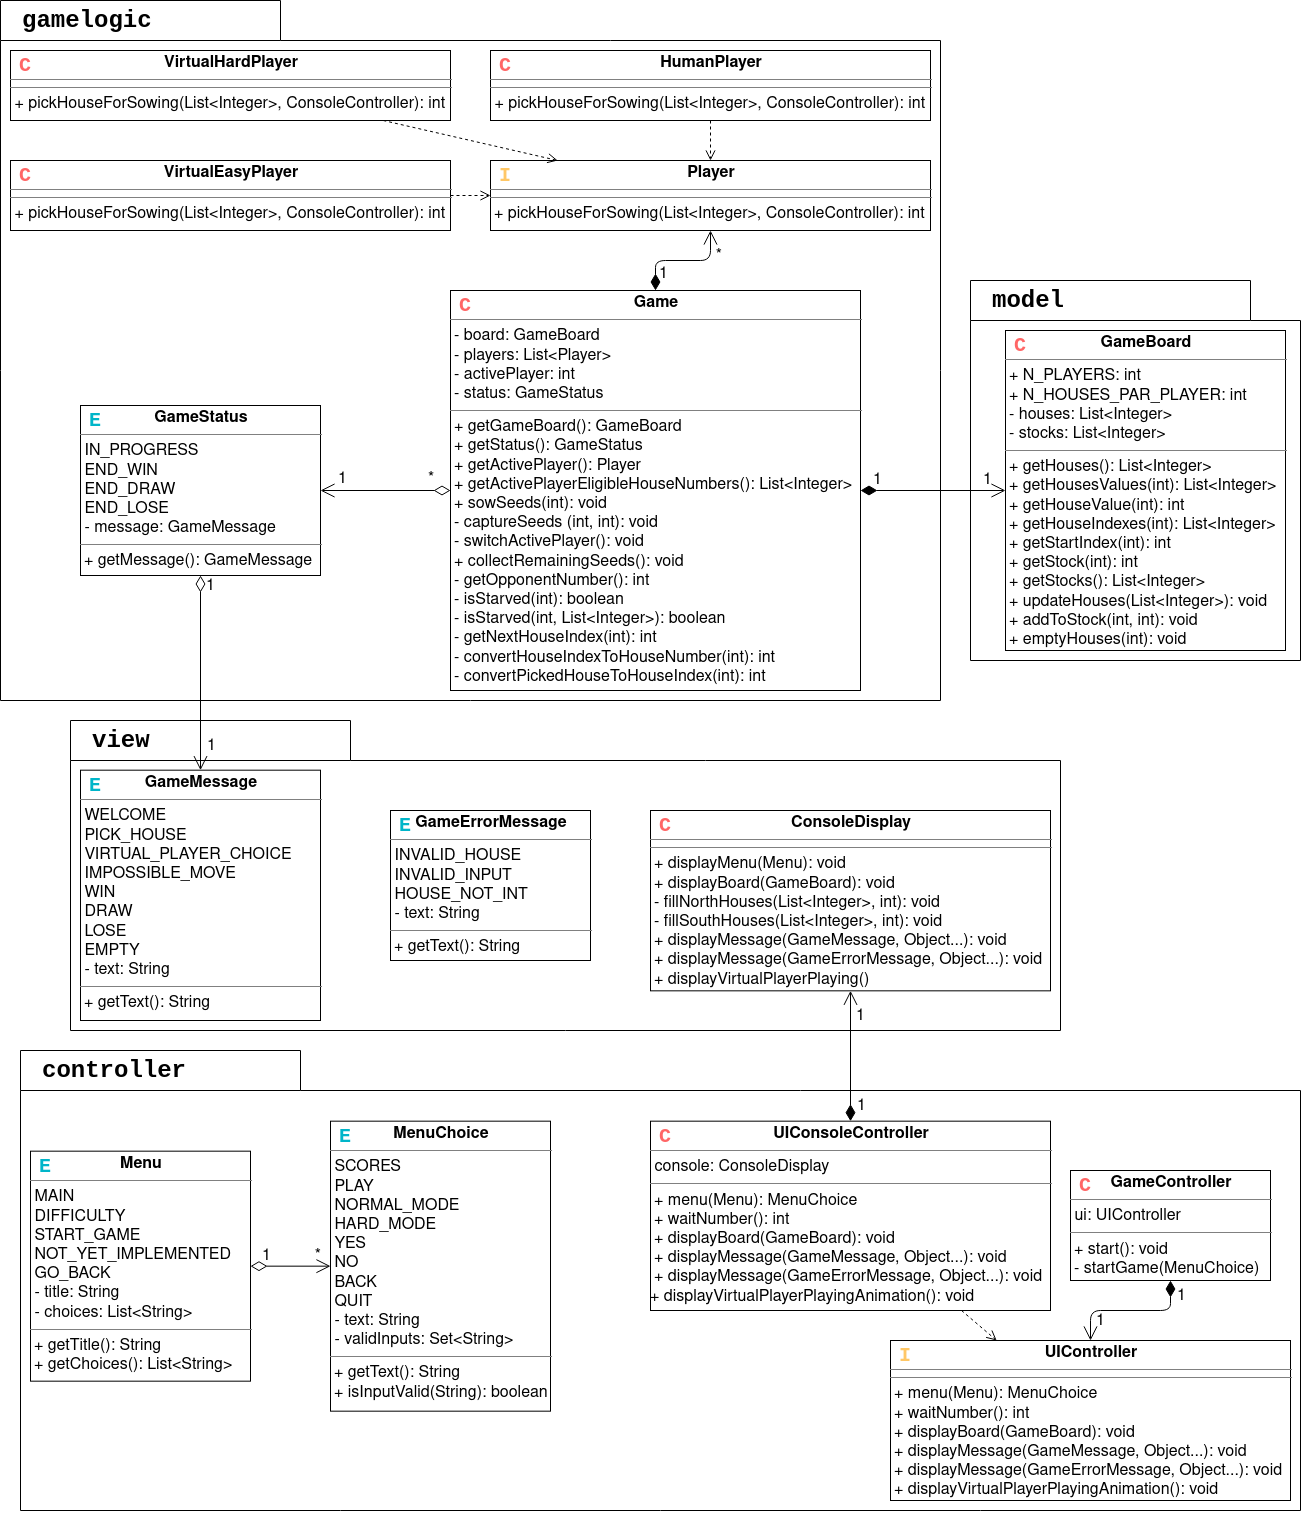 gamelogic
C VirtualHardPlayer
+ pickHouseForSowing(List<Integer>, ConsoleController): int
C HumanPlayer
+ pickHouseForSowing(List<Integer>, ConsoleController): int
C VirtualEasyPlayer
+ pickHouseForSowing(List<Integer>, ConsoleController): int
I Player
+ pickHouseForSowing(List<Integer>, ConsoleController): int
*
1
C Game
- board: GameBoard
- players: List<Player>
- activePlayer: int
- status: GameStatus
+ getGameBoard(): GameBoard
+ getStatus(): GameStatus
+ getActivePlayer(): Player
+ getActivePlayerEligibleHouseNumbers(): List<Integer>
+ sowSeeds(int): void
- captureSeeds (int, int): void
- switchActivePlayer(): void
+ collectRemainingSeeds(): void
- getOpponentNumber(): int
- isStarved(int): boolean
- isStarved(int, List<Integer>): boolean
- getNextHouseIndex(int): int
- convertHouseIndexToHouseNumber(int): int
- convertPickedHouseToHouseIndex(int): int
1
*
E GameStatus
IN_PROGRESS
END_WIN
END_DRAW
END_LOSE
- message: GameMessage
+ getMessage(): GameMessage
1
1
1
model
C GameBoard
+ N_PLAYERS: int
+ N_HOUSES_PAR_PLAYER: int
- houses: List<Integer>
- stocks: List<Integer>
+ getHouses(): List<Integer>
+ getHousesValues(int): List<Integer>
+ getHouseValue(int): int
+ getHouseIndexes(int): List<Integer>
+ getStartIndex(int): int
+ getStock(int): int
+ getStocks(): List<Integer>
+ updateHouses(List<Integer>): void
+ addToStock(int, int): void
+ emptyHouses(int): void
view
1
E GameMessage
WELCOME
PICK_HOUSE
VIRTUAL_PLAYER_CHOICE
IMPOSSIBLE_MOVE
WIN
DRAW
LOSE
EMPTY
- text: String
+ getText(): String
E GameErrorMessage
INVALID_HOUSE
INVALID_INPUT
HOUSE_NOT_INT
- text: String
+ getText(): String
C ConsoleDisplay
+ displayMenu(Menu): void
+ displayBoard(GameBoard): void
- fillNorthHouses(List<Integer>, int): void
- fillSouthHouses(List<Integer>, int): void
+ displayMessage(GameMessage, Object...): void
+ displayMessage(GameErrorMessage, Object...): void
+ displayVirtualPlayerPlaying()
1
1
controller
E Menu
MAIN
DIFFICULTY
START_GAME
NOT_YET_IMPLEMENTED
GO_BACK
- title: String
- choices: List<String>
+ getTitle(): String
+ getChoices(): List<String>
1
*
E MenuChoice
SCORES
PLAY
NORMAL_MODE
HARD_MODE
YES
NO
BACK
QUIT
- text: String
- validInputs: Set<String>
+ getText(): String
+ isInputValid(String): boolean
C UIConsoleController
console: ConsoleDisplay
+ menu(Menu): MenuChoice
+ waitNumber(): int
+ displayBoard(GameBoard): void
+ displayMessage(GameMessage, Object...): void
+ displayMessage(GameErrorMessage, Object...): void
+ displayVirtualPlayerPlayingAnimation(): void
C GameController
ui: UIController
+ start(): void
- startGame(MenuChoice)
1
1
I UIController
+ menu(Menu): MenuChoice
+ waitNumber(): int
+ displayBoard(GameBoard): void
+ displayMessage(GameMessage, Object...): void
+ displayMessage(GameErrorMessage, Object...): void
+ displayVirtualPlayerPlayingAnimation(): void